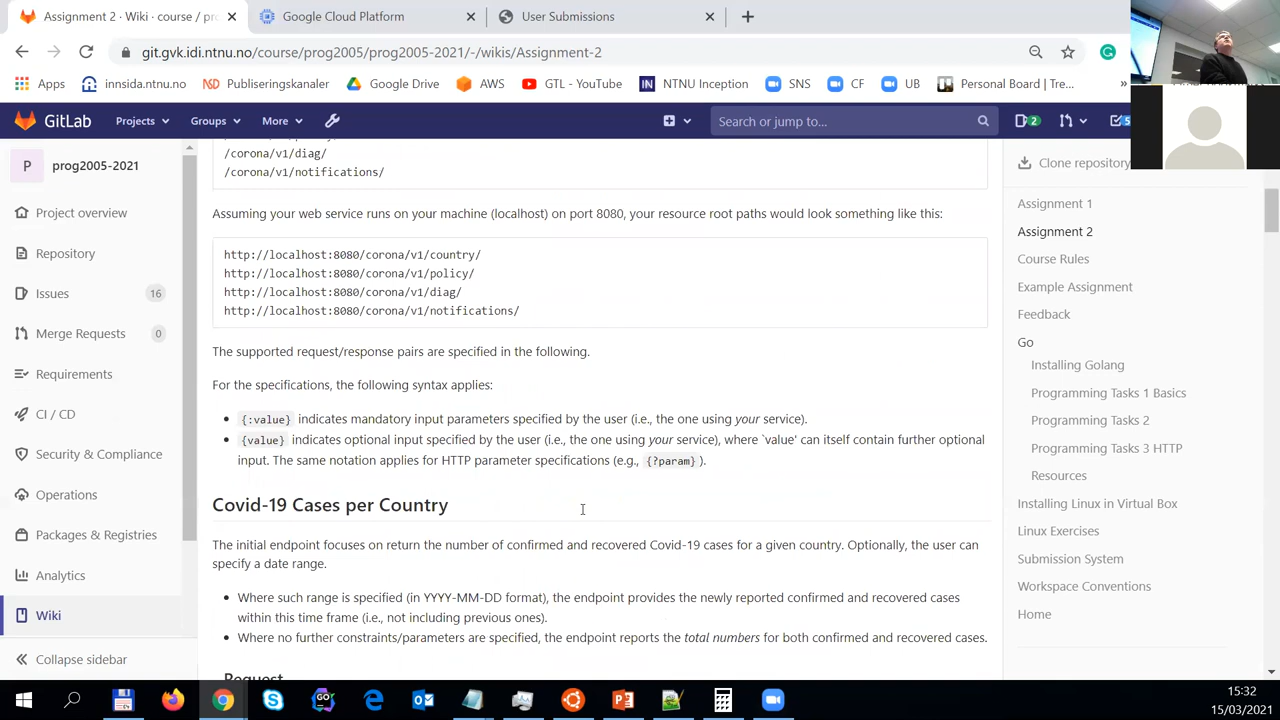 Assignment 2 · Wiki · course / pro
Google Cloud Platform
User Submissions
git.gvk.idi.ntnu.no/course/prog2005/prog2005-2021/-/wikis/Assignment-2
Apps
innsida.ntnu.no
Publiseringskanaler
Google Drive
AWS
GTL - YouTube
NTNU Inception
SNS
CF
UB
Personal Board | Tre...
GitLab
Projects
Groups
More
Search or jump to...
2
5
P prog2005-2021
Project overview
Repository
Issues 16
Merge Requests 0
Requirements
CI / CD
Security & Compliance
Operations
Packages & Registries
Analytics
Wiki
Collapse sidebar
/corona/v1/diag/
/corona/v1/notifications/
Assuming your web service runs on your machine (localhost) on port 8080, your resource root paths would look something like this:
http://localhost:8080/corona/v1/country/
http://localhost:8080/corona/v1/policy/
http://localhost:8080/corona/v1/diag/
http://localhost:8080/corona/v1/notifications/
The supported request/response pairs are specified in the following.
For the specifications, the following syntax applies:
{:value} indicates mandatory input parameters specified by the user (i.e., the one using your service).
{value} indicates optional input specified by the user (i.e., the one using your service), where `value' can itself contain further optional
input. The same notation applies for HTTP parameter specifications (e.g., {?param} ).
Covid-19 Cases per Country
The initial endpoint focuses on return the number of confirmed and recovered Covid-19 cases for a given country. Optionally, the user can
specify a date range.
Where such range is specified (in YYYY-MM-DD format), the endpoint provides the newly reported confirmed and recovered cases
within this time frame (i.e., not including previous ones).
Where no further constraints/parameters are specified, the endpoint reports the total numbers for both confirmed and recovered cases.
Request
Clone repository
Assignment 1
Assignment 2
Course Rules
Example Assignment
Feedback
Go
Installing Golang
Programming Tasks 1 Basics
Programming Tasks 2
Programming Tasks 3 HTTP
Resources
Installing Linux in Virtual Box
Linux Exercises
Submission System
Workspace Conventions
Home
15:32
15/03/2021